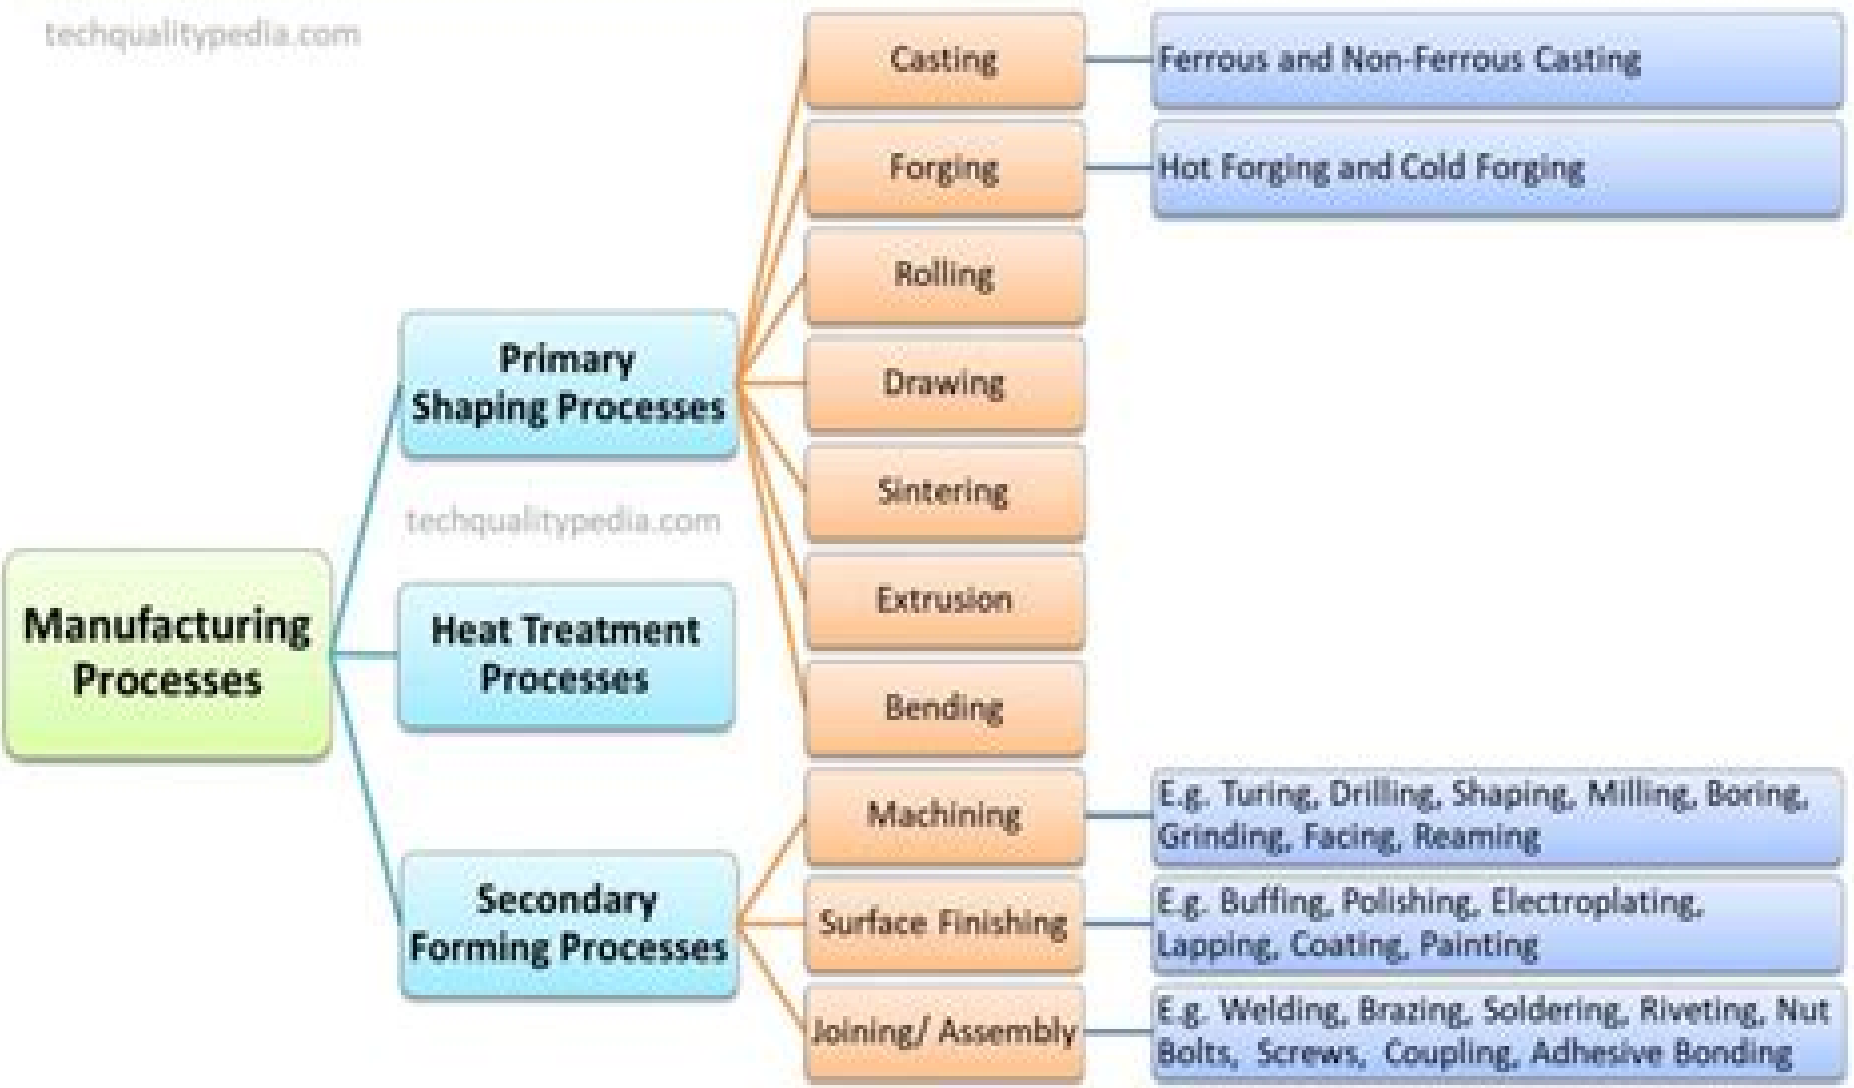 techqualitypedia.com
Manufacturing
Processes
Primary
Shaping Processes
techqualitypedia.com
Heat Treatment
Processes
Secondary
Forming Processes
Casting
Ferrous and Non-Ferrous Casting
Forging
Hot Forging and Cold Forging
Rolling
Drawing
Sintering
Extrusion
Bending
Machining
E.g. Turing, Drilling, Shaping, Milling, Boring,
Grinding, Facing, Reaming
Surface Finishing
E.g. Buffing, Polishing, Electroplating,
Lapping, Coating, Painting
Joining/ Assembly
E.g. Welding, Brazing, Soldering, Riveting, Nut
Bolts, Screws, Coupling, Adhesive Bonding